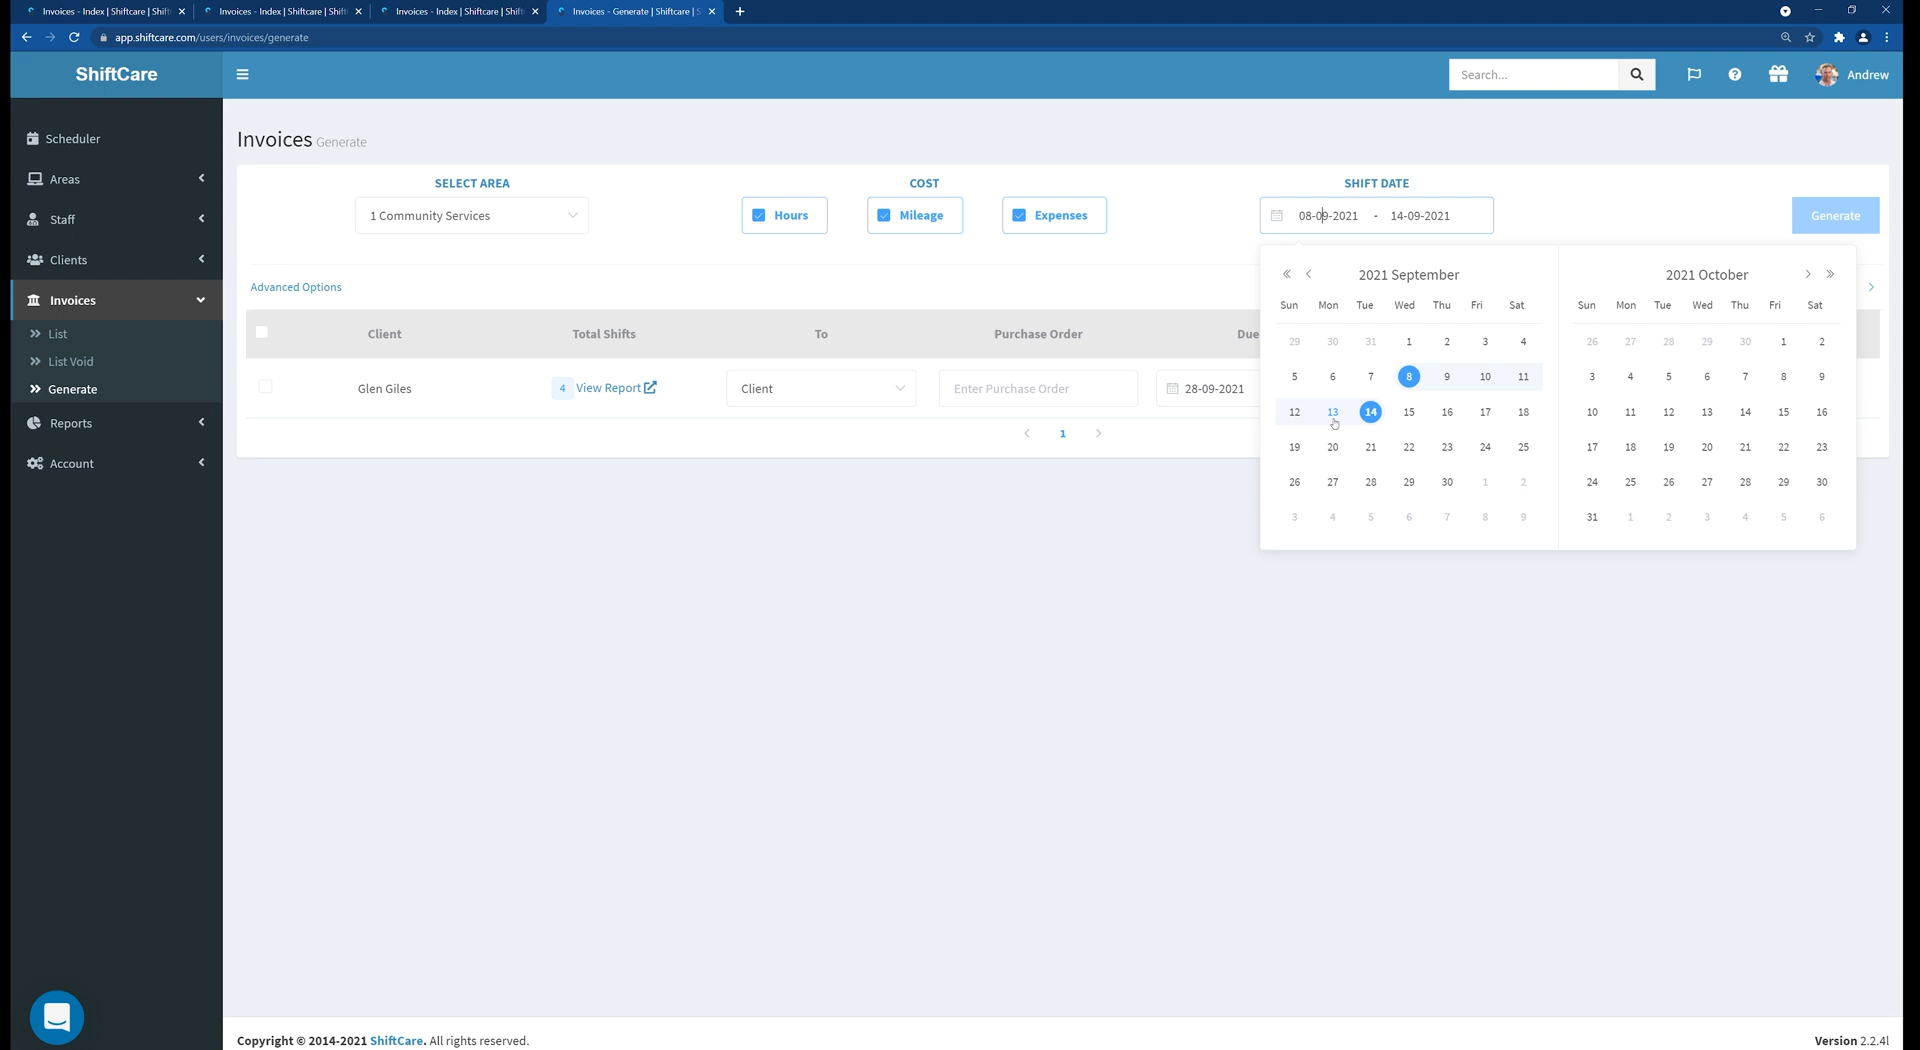 Invoices - Index | Shiftcare | Shift
Invoices - Index | Shiftcare | Shift
Invoices - Index | Shiftcare | Shift
Invoices - Generate | Shiftcare | S
app.shiftcare.com/users/invoices/generate
ShiftCare
Search...
Andrew
Scheduler
Areas
Staff
Clients
Invoices
List
List Void
Generate
Reports
Account
Invoices Generate
SELECT AREA
COST
SHIFT DATE
1 Community Services
Hours
Mileage
Expenses
08-09-2021 - 14-09-2021
Generate
Advanced Options
Client Total Shifts To Purchase Order Due
Glen Giles 4 View Report Client Enter Purchase Order 28-09-2021
1
2021 September
Sun Mon Tue Wed Thu Fri Sat
29 30 31 1 2 3 4
5 6 7 8 9 10 11
12 13 14 15 16 17 18
19 20 21 22 23 24 25
26 27 28 29 30 1 2
3 4 5 6 7 8 9
2021 October
Sun Mon Tue Wed Thu Fri Sat
26 27 28 29 30 1 2
3 4 5 6 7 8 9
10 11 12 13 14 15 16
17 18 19 20 21 22 23
24 25 26 27 28 29 30
31 1 2 3 4 5 6
Copyright © 2014-2021 ShiftCare. All rights reserved.
Version 2.2.4l